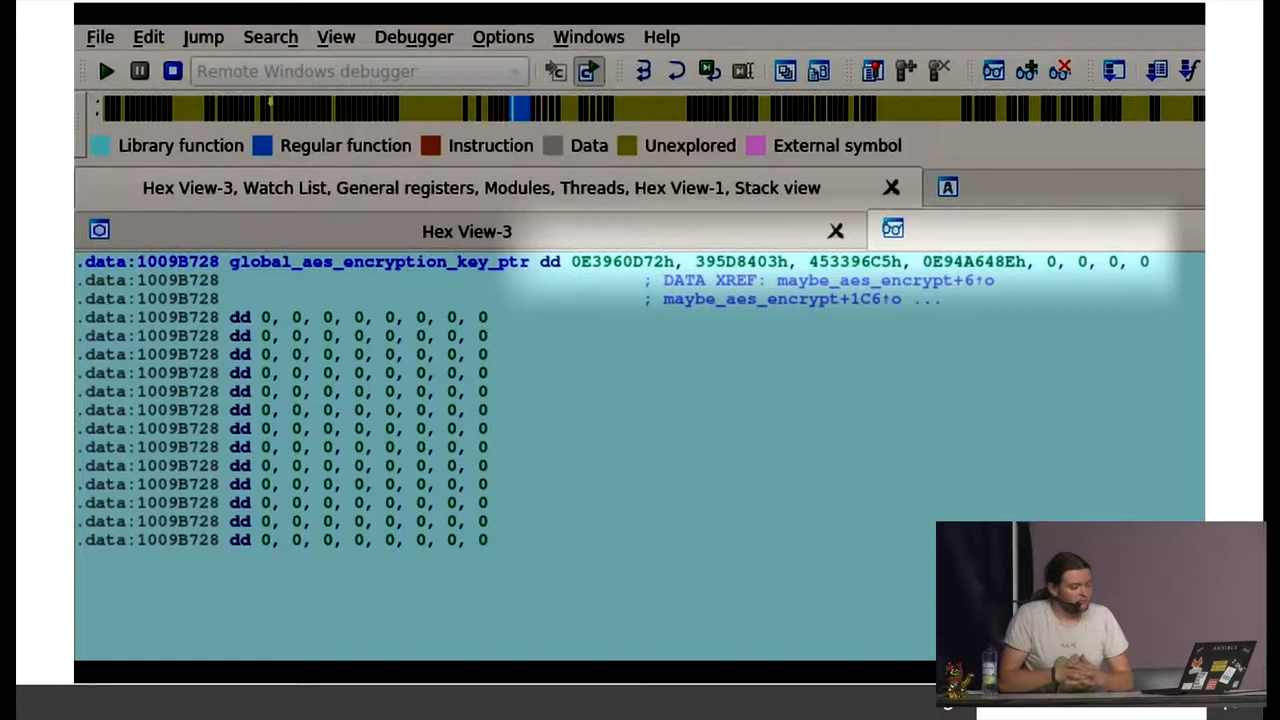 File Edit Jump Search View Debugger Options Windows Help
Remote Windows debugger
Library function Regular function Instruction Data Unexplored External symbol
Hex View-3, Watch List, General registers, Modules, Threads, Hex View-1, Stack view
Hex View-3
.data:1009B728 global_aes_encryption_key_ptr dd 0E3960D72h, 395D8403h, 453396C5h, 0E94A648Eh, 0, 0, 0, 0
.data:1009B728 ; DATA XREF: maybe_aes_encrypt+6↑o
.data:1009B728 ; maybe_aes_encrypt+1C6↑o ...
.data:1009B728 dd 0, 0, 0, 0, 0, 0, 0, 0
.data:1009B728 dd 0, 0, 0, 0, 0, 0, 0, 0
.data:1009B728 dd 0, 0, 0, 0, 0, 0, 0, 0
.data:1009B728 dd 0, 0, 0, 0, 0, 0, 0, 0
.data:1009B728 dd 0, 0, 0, 0, 0, 0, 0, 0
.data:1009B728 dd 0, 0, 0, 0, 0, 0, 0, 0
.data:1009B728 dd 0, 0, 0, 0, 0, 0, 0, 0
.data:1009B728 dd 0, 0, 0, 0, 0, 0, 0, 0
.data:1009B728 dd 0, 0, 0, 0, 0, 0, 0, 0
.data:1009B728 dd 0, 0, 0, 0, 0, 0, 0, 0
.data:1009B728 dd 0, 0, 0, 0, 0, 0, 0, 0
.data:1009B728 dd 0, 0, 0, 0, 0, 0, 0, 0
.data:1009B728 dd 0, 0, 0, 0, 0, 0, 0, 0
ANSIBLE